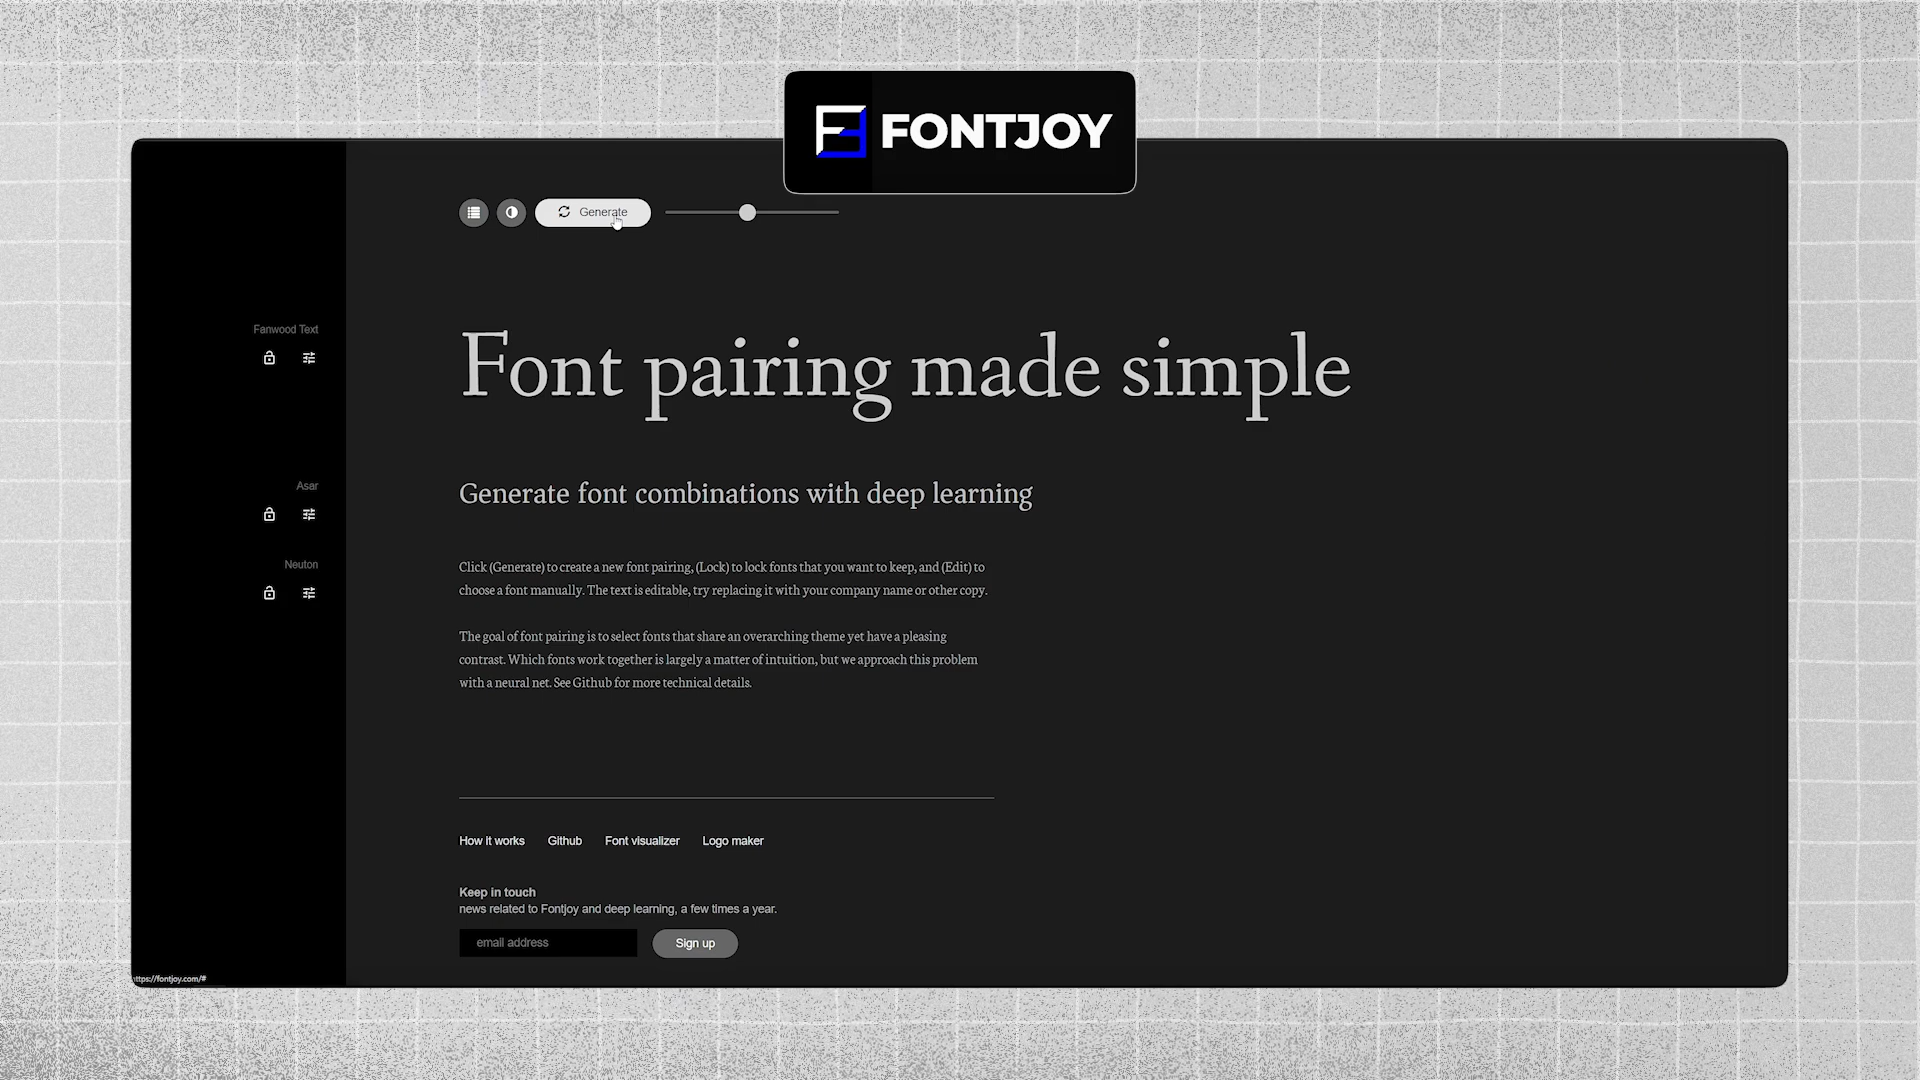 FONTJOY
Generate
Fanwood Text
Font pairing made simple
Asar
Generate font combinations with deep learning
Neuton
Click (Generate) to create a new font pairing, (Lock) to lock fonts that you want to keep, and (Edit) to
choose a font manually. The text is editable, try replacing it with your company name or other copy.
The goal of font pairing is to select fonts that share an overarching theme yet have a pleasing
contrast. Which fonts work together is largely a matter of intuition, but we approach this problem
with a neural net. See Github for more technical details.
How it works Github Font visualizer Logo maker
Keep in touch
news related to Fontjoy and deep learning, a few times a year.
email address Sign up
ttps://fontjoy.com/#